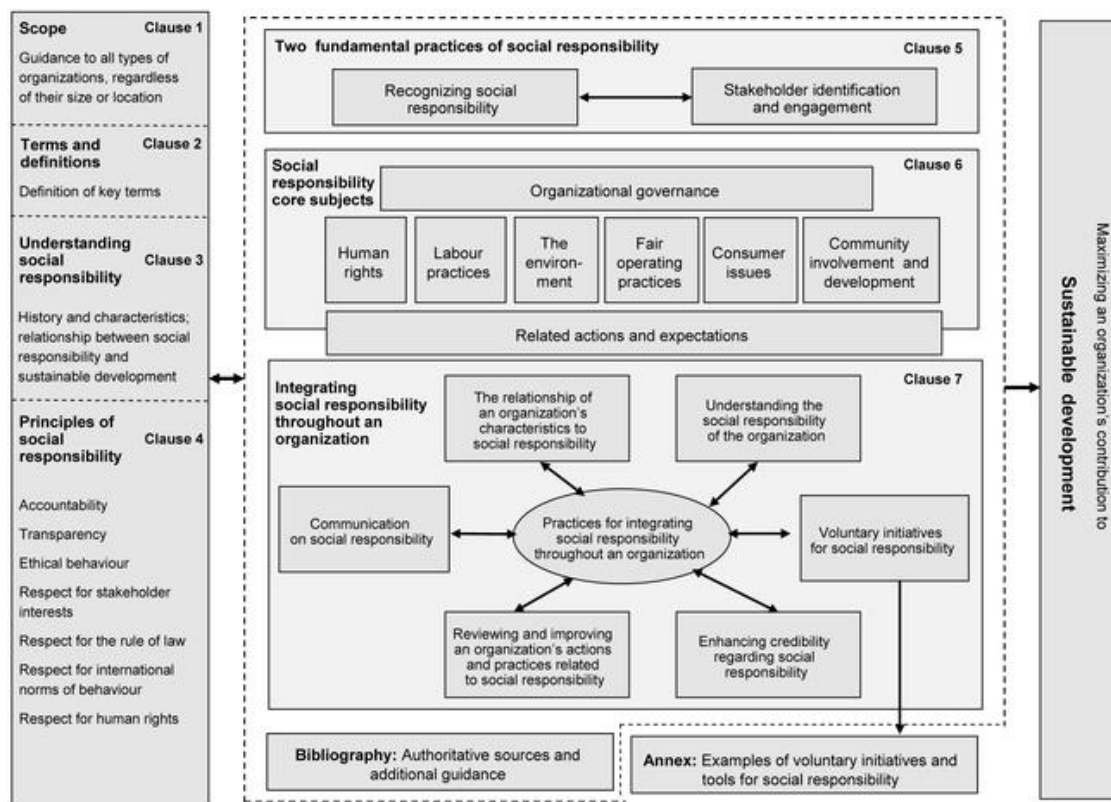 Scope Clause 1
Guidance to all types of
organizations, regardless
of their size or location
Terms and Clause 2
definitions
Definition of key terms
Understanding
social Clause 3
responsibility
History and characteristics;
relationship between social
responsibility and
sustainable development
Principles of
social Clause 4
responsibility
Accountability
Transparency
Ethical behaviour
Respect for stakeholder
interests
Respect for the rule of law
Respect for international
norms of behaviour
Respect for human rights
Two fundamental practices of social responsibility Clause 5
Recognizing social
responsibility
Stakeholder identification
and engagement
Social
responsibility
core subjects
Clause 6
Organizational governance
Human
rights
Labour
practices
The
environ-
ment
Fair
operating
practices
Consumer
issues
Community
involvement and
development
Related actions and expectations
Integrating
social responsibility
throughout an
organization
Clause 7
The relationship of
an organization's
characteristics to
social responsibility
Understanding the
social responsibility
of the organization
Communication
on social responsibility
Practices for integrating
social responsibility
throughout an organization
Voluntary initiatives
for social responsibility
Reviewing and improving
an organization's actions
and practices related
to social responsibility
Enhancing credibility
regarding social
responsibility
Bibliography: Authoritative sources and
additional guidance
Annex: Examples of voluntary initiatives and
tools for social responsibility
Maximizing an organization's contribution to
Sustainable development